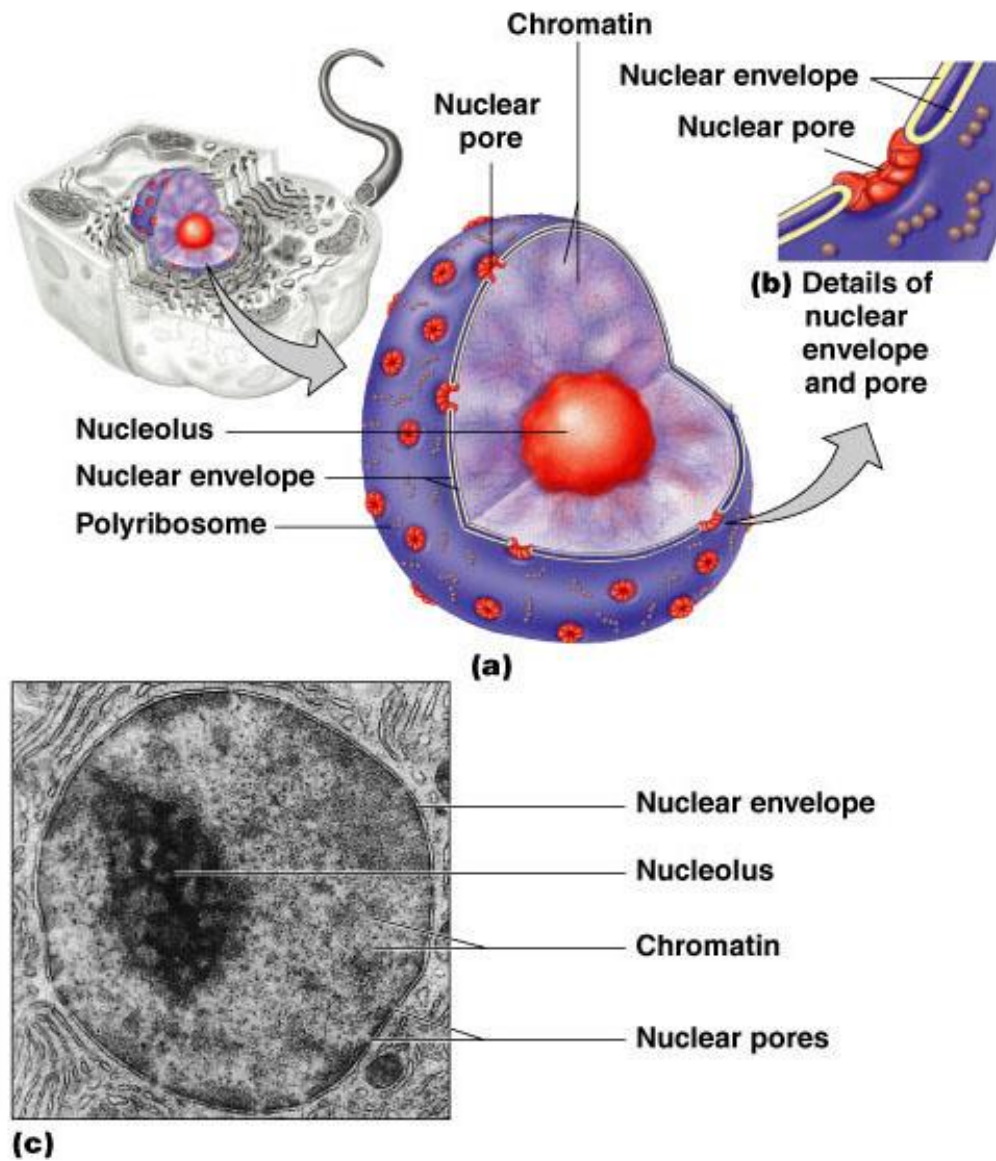 Chromatin
Nuclear envelope
Nuclear
pore
Nuclear pore
(b) Details of
nuclear
envelope
and pore
Nucleolus
Nuclear envelope
Polyribosome
(a)
Nuclear envelope
Nucleolus
Chromatin
Nuclear pores
(c)